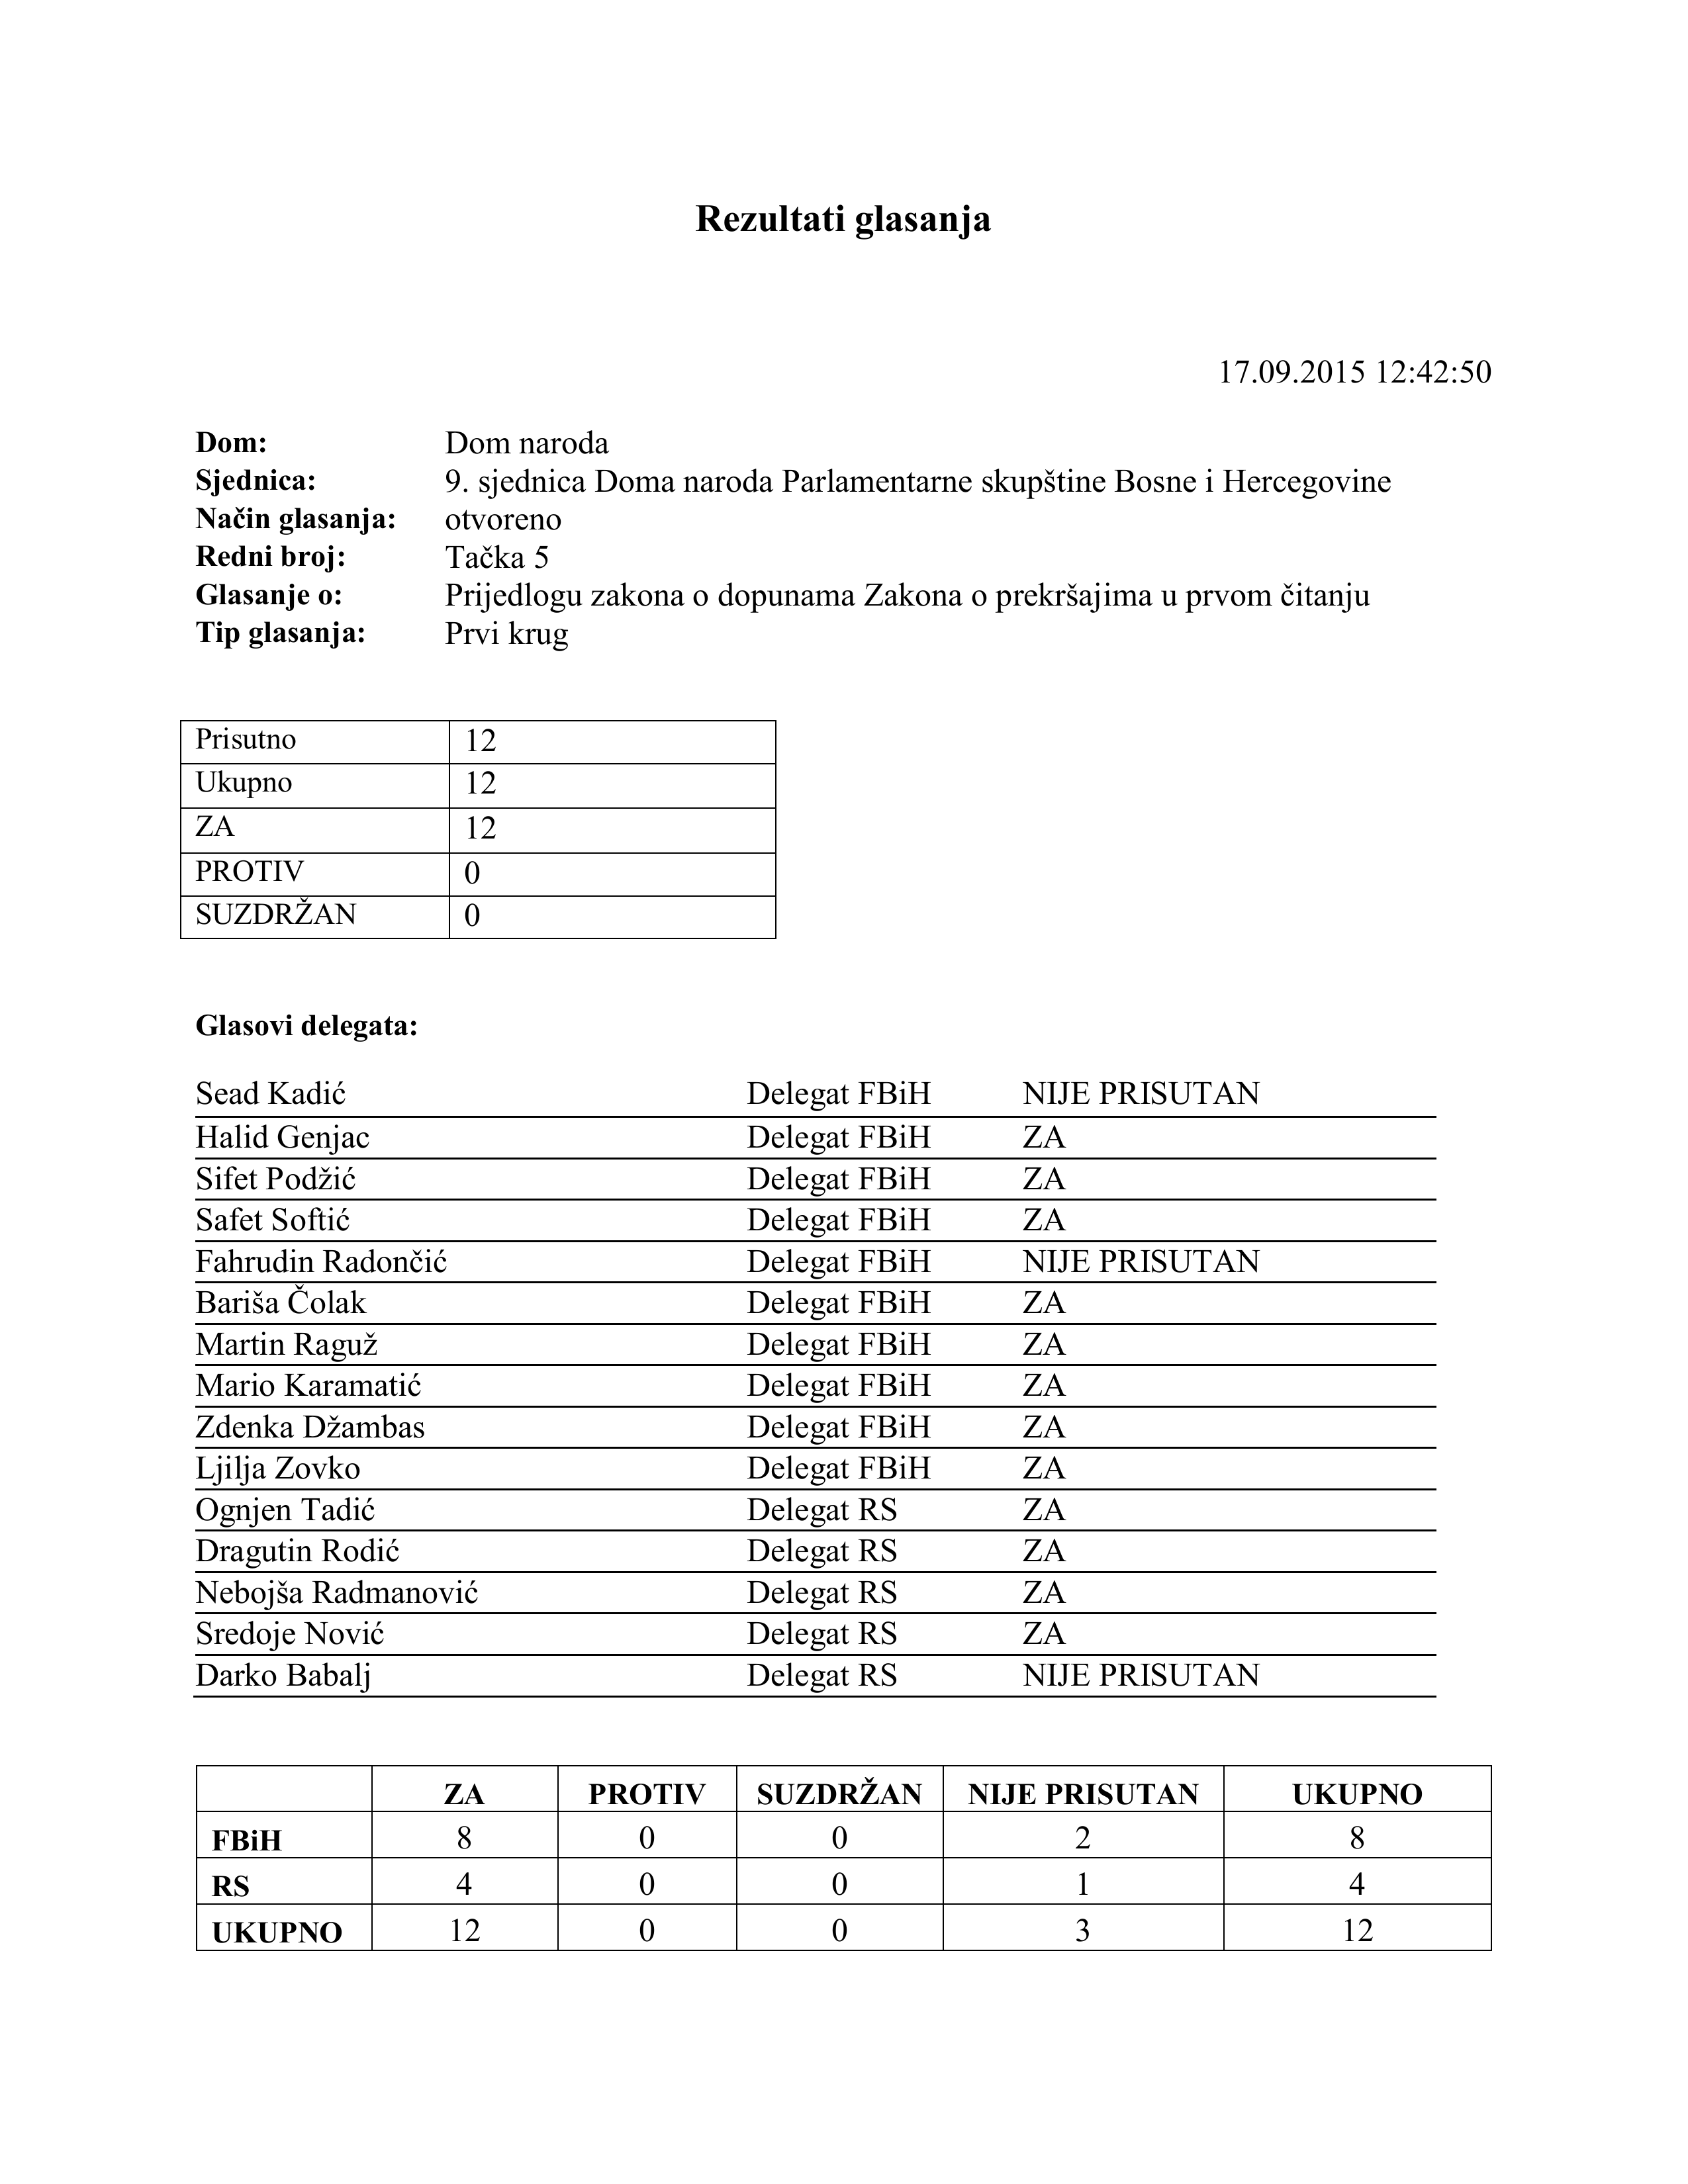 Rezultati glasanja
17.09.2015 12:42:50
Dom: Dom naroda
Sjednica: 9. sjednica Doma naroda Parlamentarne skupštine Bosne i Hercegovine
Način glasanja: otvoreno
Redni broj: Tačka 5
Glasanje o: Prijedlogu zakona o dopunama Zakona o prekršajima u prvom čitanju
Tip glasanja: Prvi krug
Prisutno 12
Ukupno 12
ZA 12
PROTIV 0
SUZDRŽAN 0
Glasovi delegata:
Sead Kadić Delegat FBiH NIJE PRISUTAN
Halid Genjac Delegat FBiH ZA
Sifet Podžić Delegat FBiH ZA
Safet Softić Delegat FBiH ZA
Fahrudin Radončić Delegat FBiH NIJE PRISUTAN
Bariša Čolak Delegat FBiH ZA
Martin Raguž Delegat FBiH ZA
Mario Karamatić Delegat FBiH ZA
Zdenka Džambas Delegat FBiH ZA
Ljilja Zovko Delegat FBiH ZA
Ognjen Tadić Delegat RS ZA
Dragutin Rodić Delegat RS ZA
Nebojša Radmanović Delegat RS ZA
Sredoje Nović Delegat RS ZA
Darko Babalj Delegat RS NIJE PRISUTAN
ZA PROTIV SUZDRŽAN NIJE PRISUTAN UKUPNO
FBiH 8 0 0 2 8
RS 4 0 0 1 4
UKUPNO 12 0 0 3 12